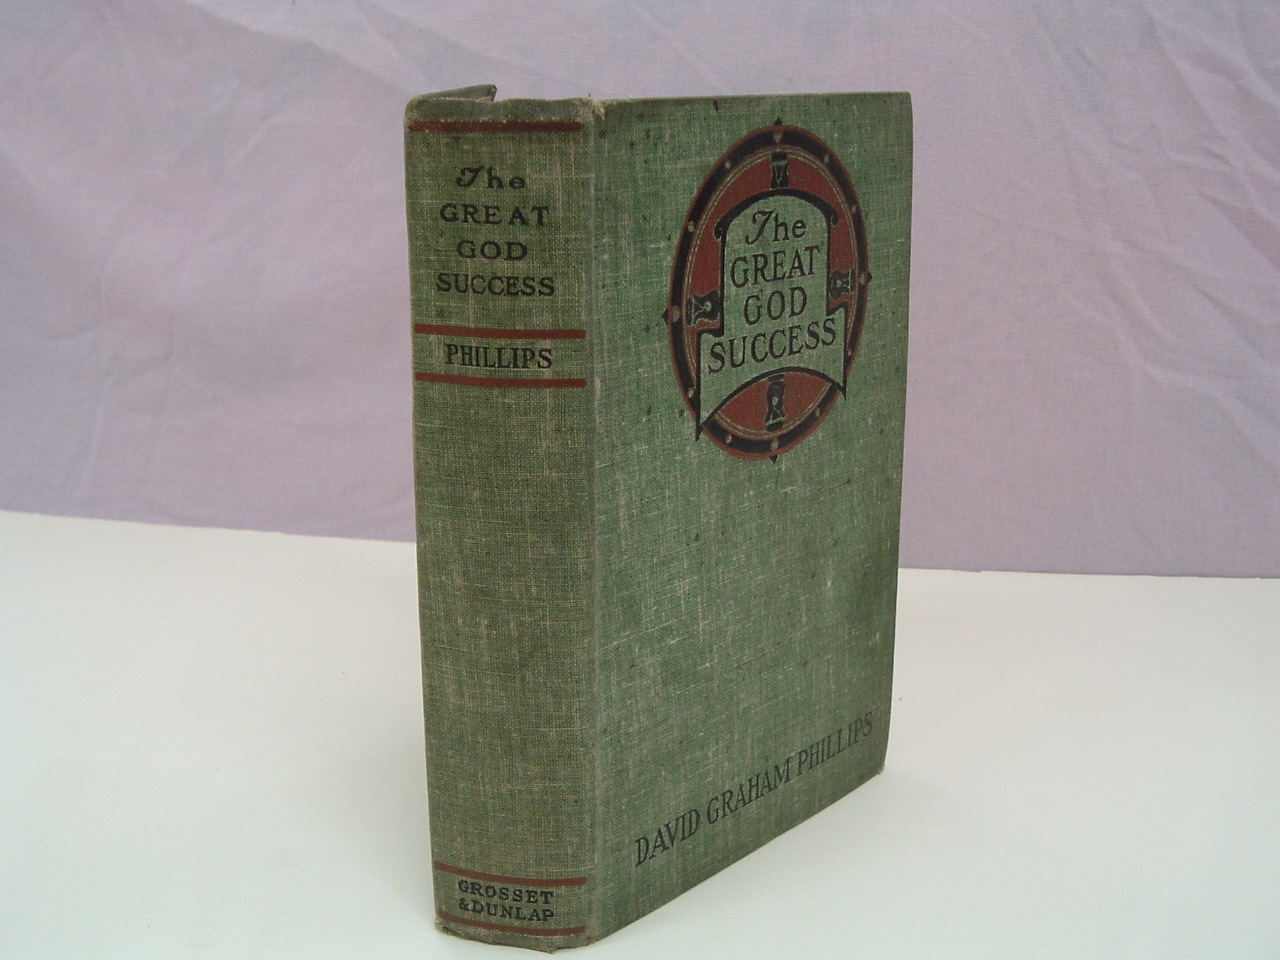 The
GREAT
GOD
SUCCESS
PHILLIPS
GROSSET
& DUNLAP
The
GREAT
GOD
SUCCESS
DAVID GRAHAM PHILLIPS